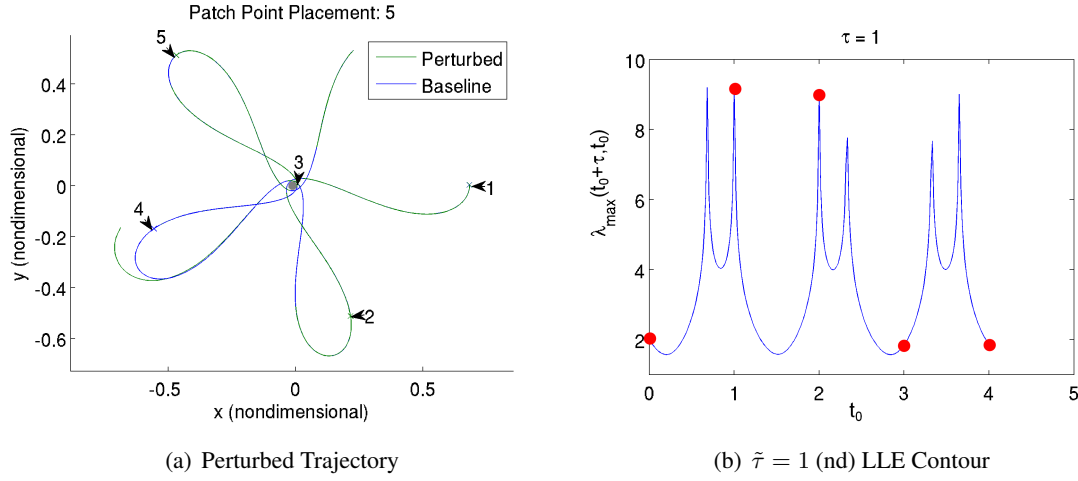 Patch Point Placement: 5
Perturbed
Baseline
5
3
1
4
2
0.4
0.2
0
-0.2
-0.4
-0.6
-0.5
0
0.5
y (nondimensional)
x (nondimensional)
(a) Perturbed Trajectory
τ = 1
10
8
6
4
2
0
1
2
3
4
5
λmax(t0+τ,t0)
t0
(b) τ̃ = 1 (nd) LLE Contour